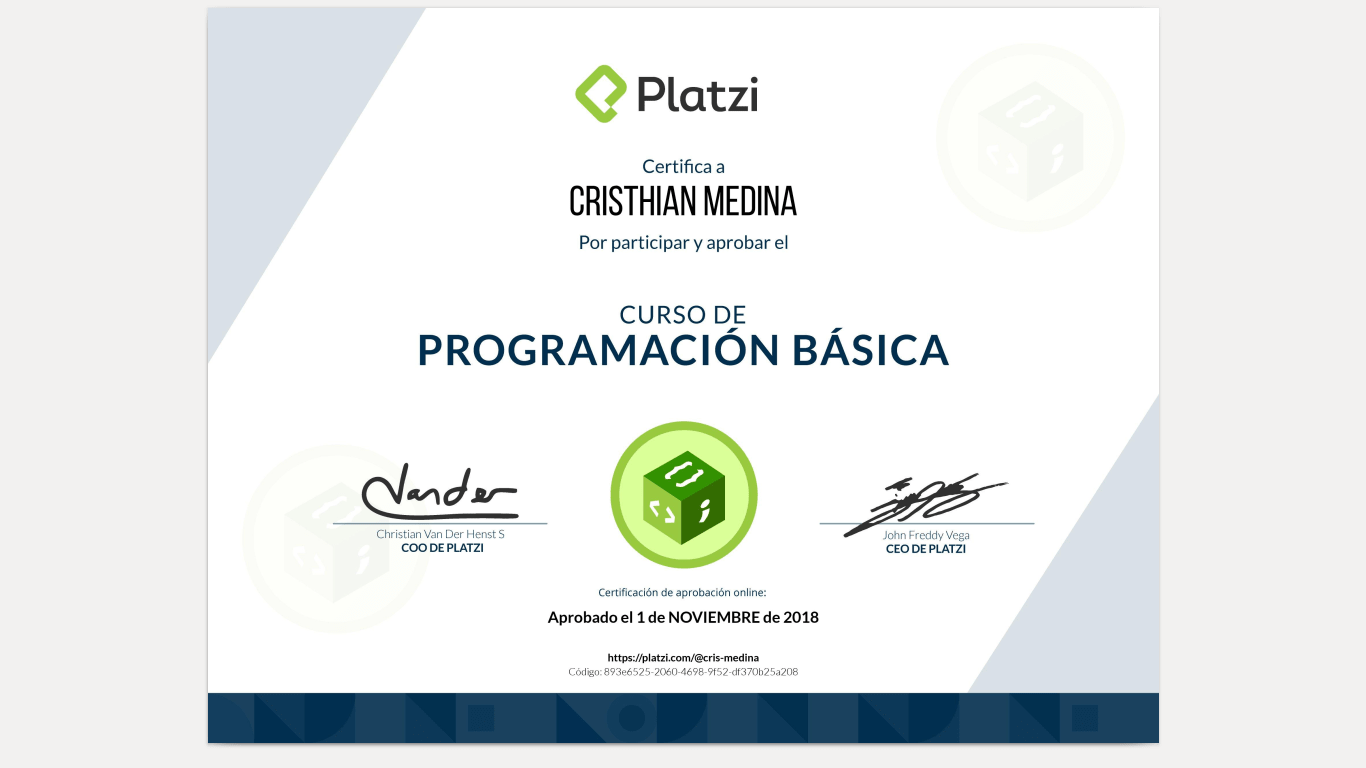 Platzi
Certifica a
CRISTHIAN MEDINA
Por participar y aprobar el
CURSO DE
PROGRAMACIÓN BÁSICA
Vander
Christian Van Der Henst S
COO DE PLATZI
John Freddy Vega
CEO DE PLATZI
Certificación de aprobación online:
Aprobado el 1 de NOVIEMBRE de 2018
https://platzi.com/@cris-medina
Código: 893e6525-2060-4698-9f52-df370b25a208